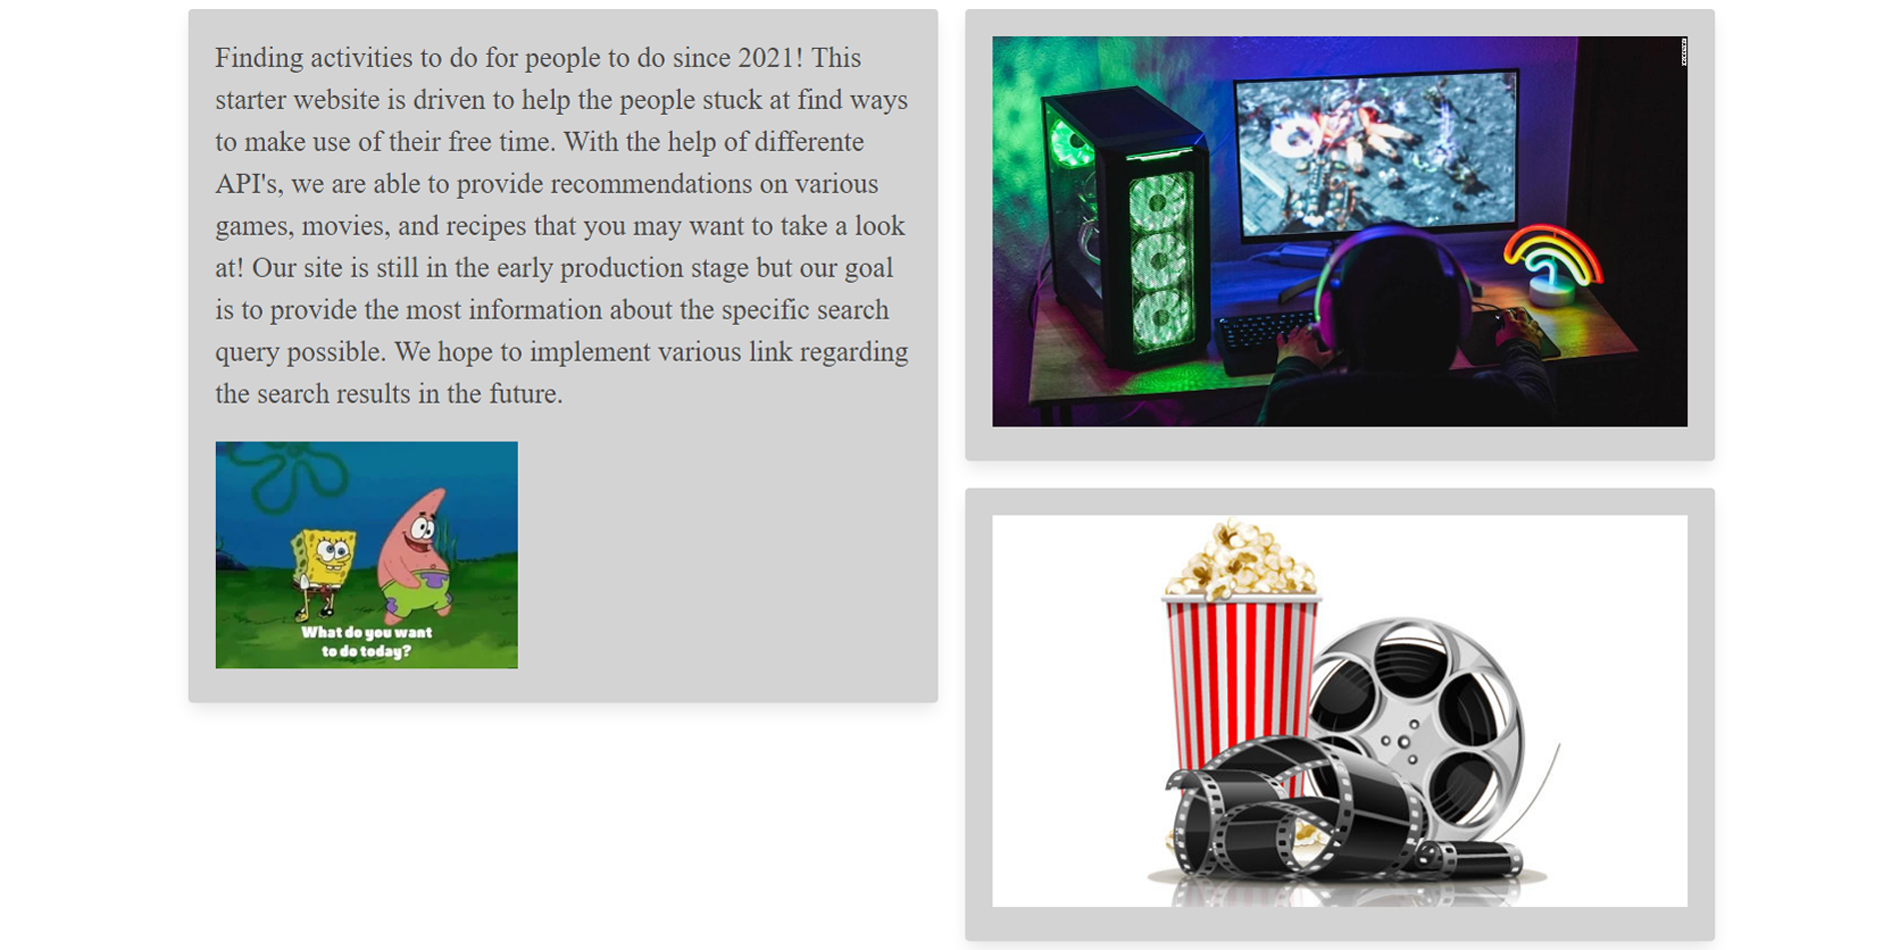 Finding activities to do for people to do since 2021! This
starter website is driven to help the people stuck at find ways
to make use of their free time. With the help of differente
API's, we are able to provide recommendations on various
games, movies, and recipes that you may want to take a look
at! Our site is still in the early production stage but our goal
is to provide the most information about the specific search
query possible. We hope to implement various link regarding
the search results in the future.
What do you want
to do today?